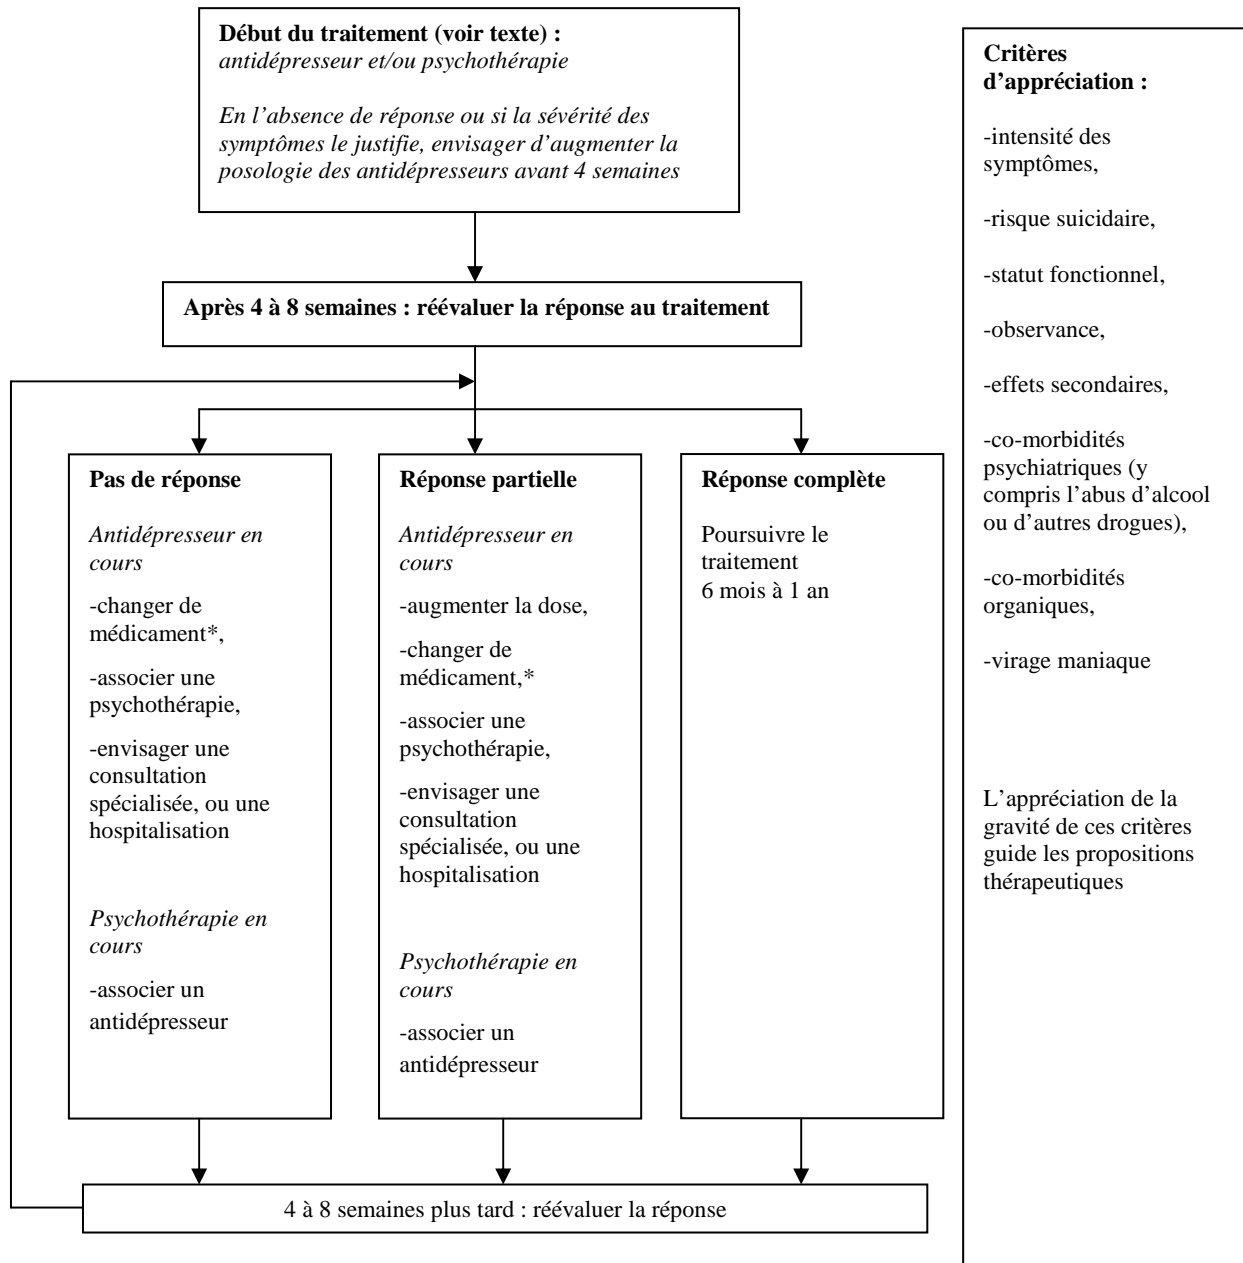 Début du traitement (voir texte) :
antidépresseur et/ou psychothérapie
En l’absence de réponse ou si la sévérité des
symptômes le justifie, envisager d’augmenter la
posologie des antidépresseurs avant 4 semaines
Après 4 à 8 semaines : réévaluer la réponse au traitement
Pas de réponse
Antidépresseur en
cours
-changer de
médicament*,
-associer une
psychothérapie,
-envisager une
consultation
spécialisée, ou une
hospitalisation
Psychothérapie en
cours
-associer un
antidépresseur
Réponse partielle
Antidépresseur en
cours
-augmenter la dose,
-changer de
médicament,*
-associer une
psychothérapie,
-envisager une
consultation
spécialisée, ou une
hospitalisation
Psychothérapie en
cours
-associer un
antidépresseur
Réponse complète
Poursuivre le
traitement
6 mois à 1 an
4 à 8 semaines plus tard : réévaluer la réponse
Critères
d’appréciation :
-intensité des
symptômes,
-risque suicidaire,
-statut fonctionnel,
-observance,
-effets secondaires,
-co-morbidités
psychiatriques (y
compris l’abus d’alcool
ou d’autres drogues),
-co-morbidités
organiques,
-virage maniaque
L’appréciation de la
gravité de ces critères
guide les propositions
thérapeutiques